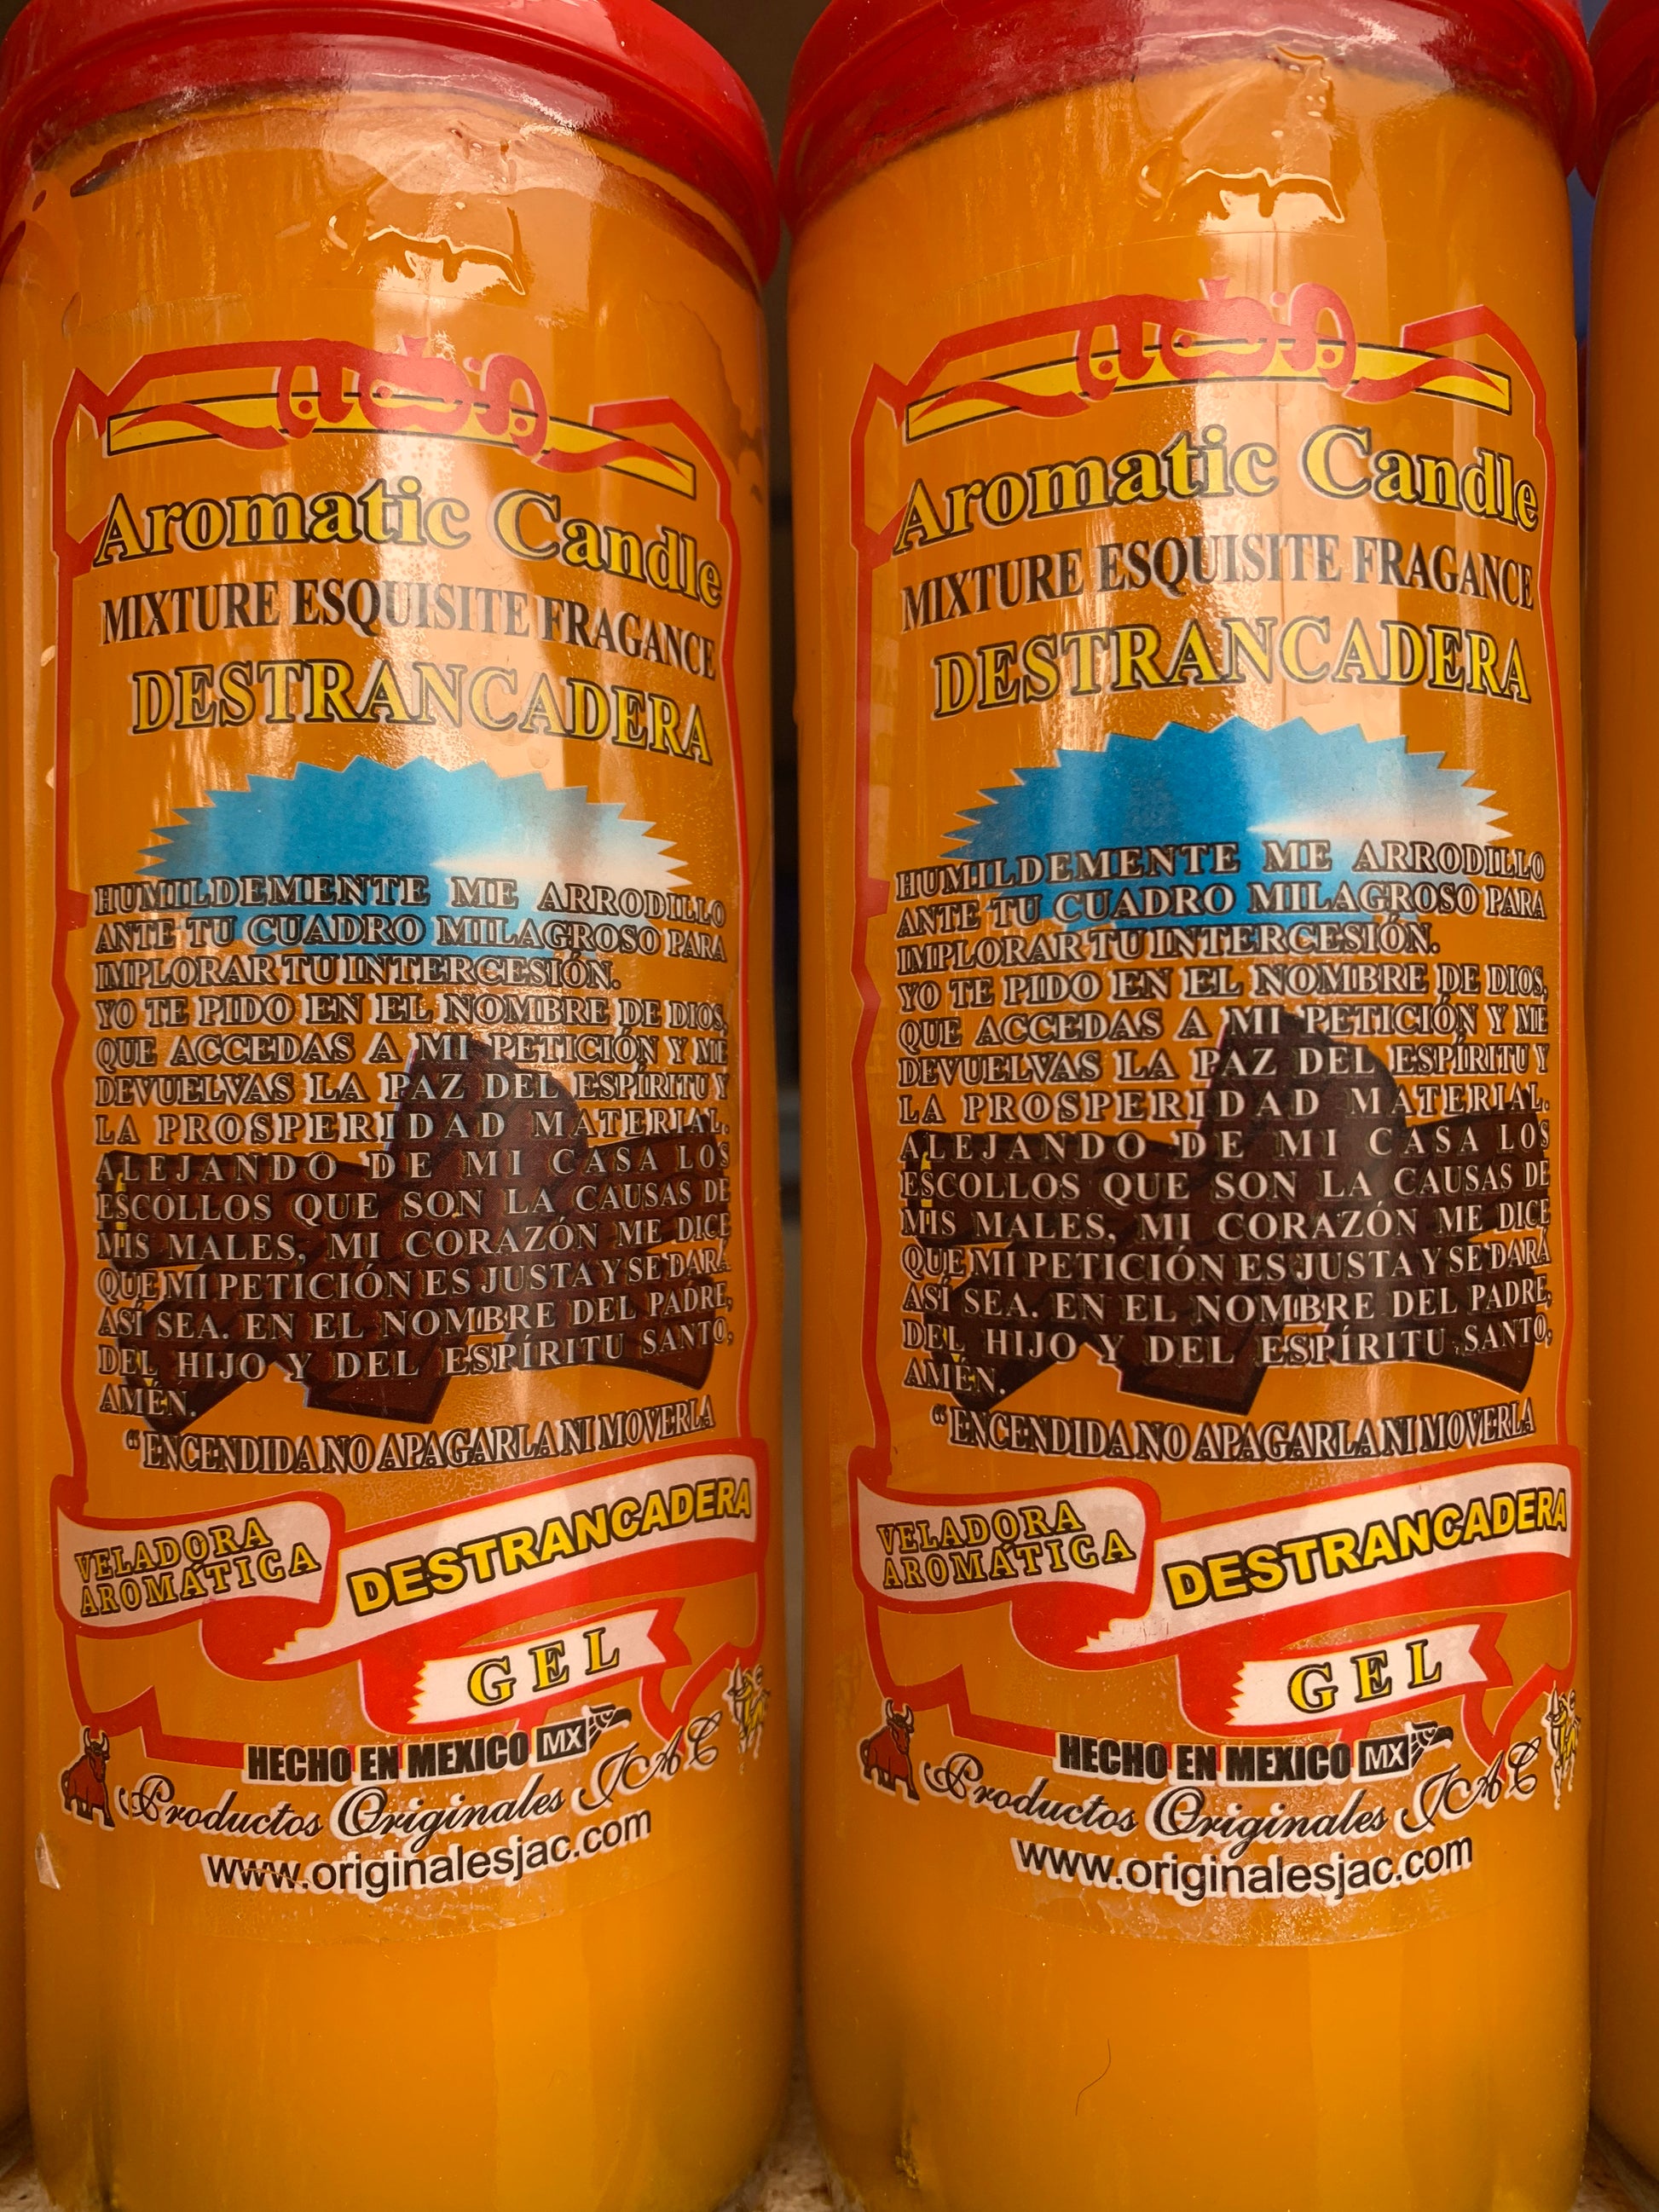 Aromatic Candle
MIXTURE ESQUISITE FRAGANCE
DESTRANCADERA
HUMILDEMENTE ME ARRODILLO
ANTE TU CUADRO MILAGROSO PARA
IMPLORAR TU INTERCESIÓN.
YO TE PIDO EN EL NOMBRE DE DIOS,
QUE ACCEDAS A MI PETICIÓN Y ME
DEVUELVAS LA PAZ DEL ESPÍRITU Y
LA PROSPERIDAD MATERIAL.
ALEJANDO DE MI CASA LOS
ESCOLLOS QUE SON LA CAUSAS DE
MIS MALES, MI CORAZÓN ME DICE
QUE MI PETICIÓN ES JUSTA Y SE DARÁ
ASÍ SEA. EN EL NOMBRE DEL PADRE,
DEL HIJO Y DEL ESPÍRITU SANTO,
AMÉN.
“ENCENDIDA NO APAGARLA NI MOVERLA
VELADORA
AROMÁTICA
DESTRANCADERA
GEL
HECHO EN MEXICO MX
Productos Originales JAC
www.originalesjac.com
Aromatic Candle
MIXTURE ESQUISITE FRAGANCE
DESTRANCADERA
HUMILDEMENTE ME ARRODILLO
ANTE TU CUADRO MILAGROSO PARA
IMPLORAR TU INTERCESIÓN.
YO TE PIDO EN EL NOMBRE DE DIOS,
QUE ACCEDAS A MI PETICIÓN Y ME
DEVUELVAS LA PAZ DEL ESPÍRITU Y
LA PROSPERIDAD MATERIAL.
ALEJANDO DE MI CASA LOS
ESCOLLOS QUE SON LA CAUSAS DE
MIS MALES, MI CORAZÓN ME DICE
QUE MI PETICIÓN ES JUSTA Y SE DARÁ
ASÍ SEA. EN EL NOMBRE DEL PADRE,
DEL HIJO Y DEL ESPÍRITU SANTO,
AMÉN.
“ENCENDIDA NO APAGARLA NI MOVERLA
VELADORA
AROMÁTICA
DESTRANCADERA
GEL
HECHO EN MEXICO MX
Productos Originales JAC
www.originalesjac.com